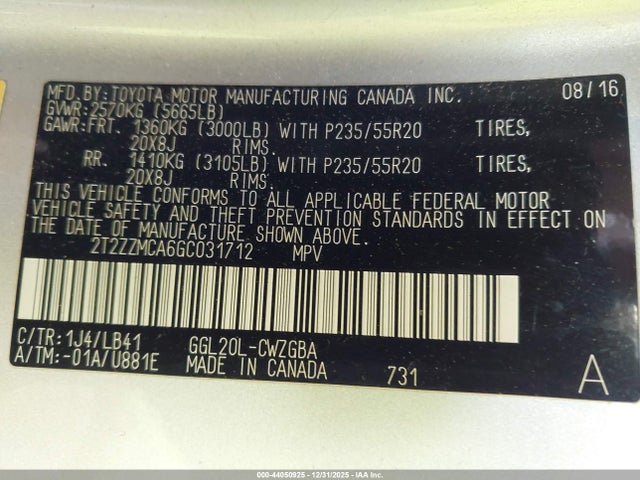 MFD.BY:TOYOTA MOTOR MANUFACTURING CANADA INC. 08/16
GVWR:2570KG (5665LB)
GAWR:FRT. 1360KG (3000LB) WITH P235/55R20 TIRES,
20X8J RIMS.
RR. 1410KG (3105LB) WITH P235/55R20 TIRES,
20X8J RIMS.
THIS VEHICLE CONFORMS TO ALL APPLICABLE FEDERAL MOTOR
VEHICLE SAFETY AND THEFT PREVENTION STANDARDS IN EFFECT ON
THE DATE OF MANUFACTURE SHOWN ABOVE.
2T2ZZMCA6GC031712 MPV
C/TR:1J4/LB41 GGL20L-CWZGBA
A/TM:-01A/U881E MADE IN CANADA 731 A
000-44050925 - 12/31/2025 - IAA Inc.